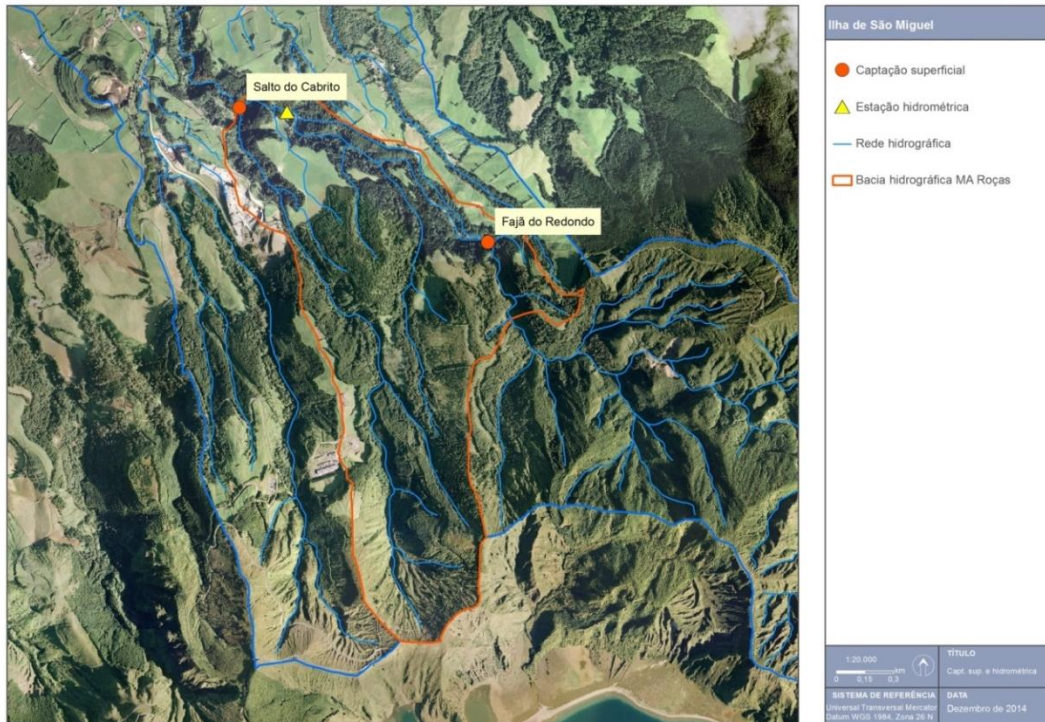 Salto do Cabrito
Fajã do Redondo
Ilha de São Miguel
Captação superficial
Estação hidrométrica
Rede hidrográfica
Bacia hidrográfica MA Roças
1:20.000
km
0 0,15 0,3
TÍTULO
Capt. sup. e hidrométrica
SISTEMA DE REFERÊNCIA
Universal Transversal Mercator
Datum WGS 1984, Zona 26 N
DATA
Dezembro de 2014